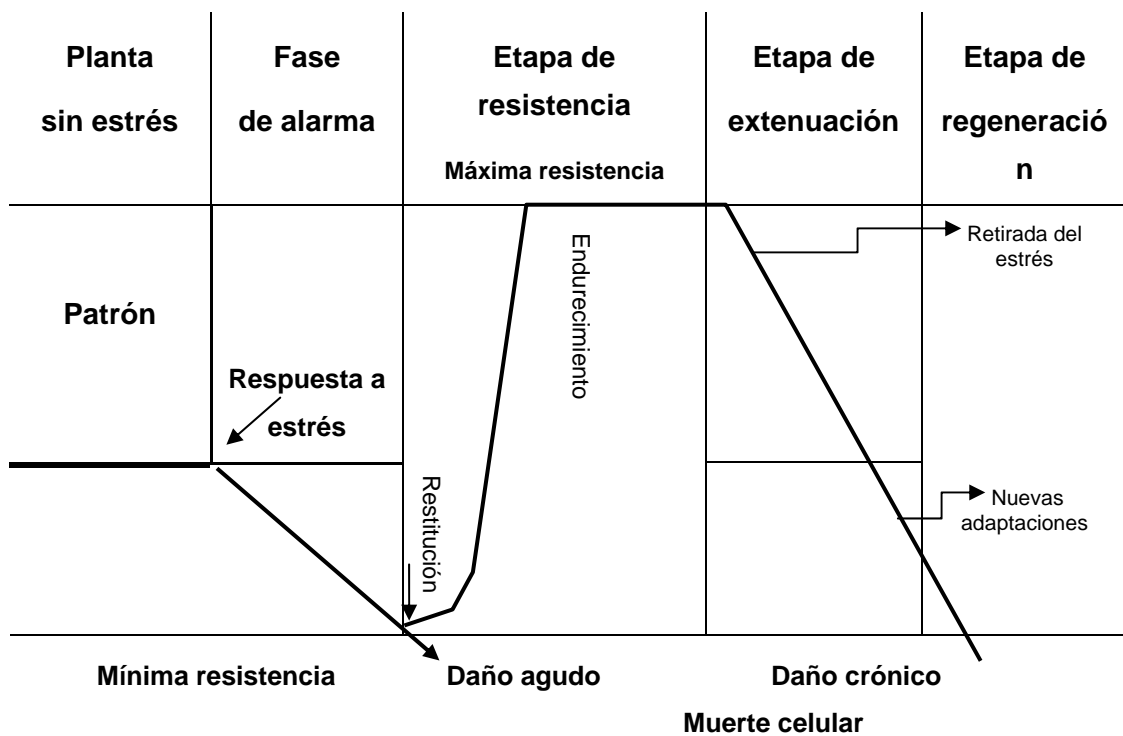 Planta
sin estrés
Fase
de alarma
Etapa de
resistencia
Máxima resistencia
Etapa de
extenuación
Etapa de
regeneració
n
Patrón
Respuesta a
estrés
Restitución
Endurecimiento
Retirada del
estrés
Nuevas
adaptaciones
Mínima resistencia
Daño agudo
Daño crónico
Muerte celular